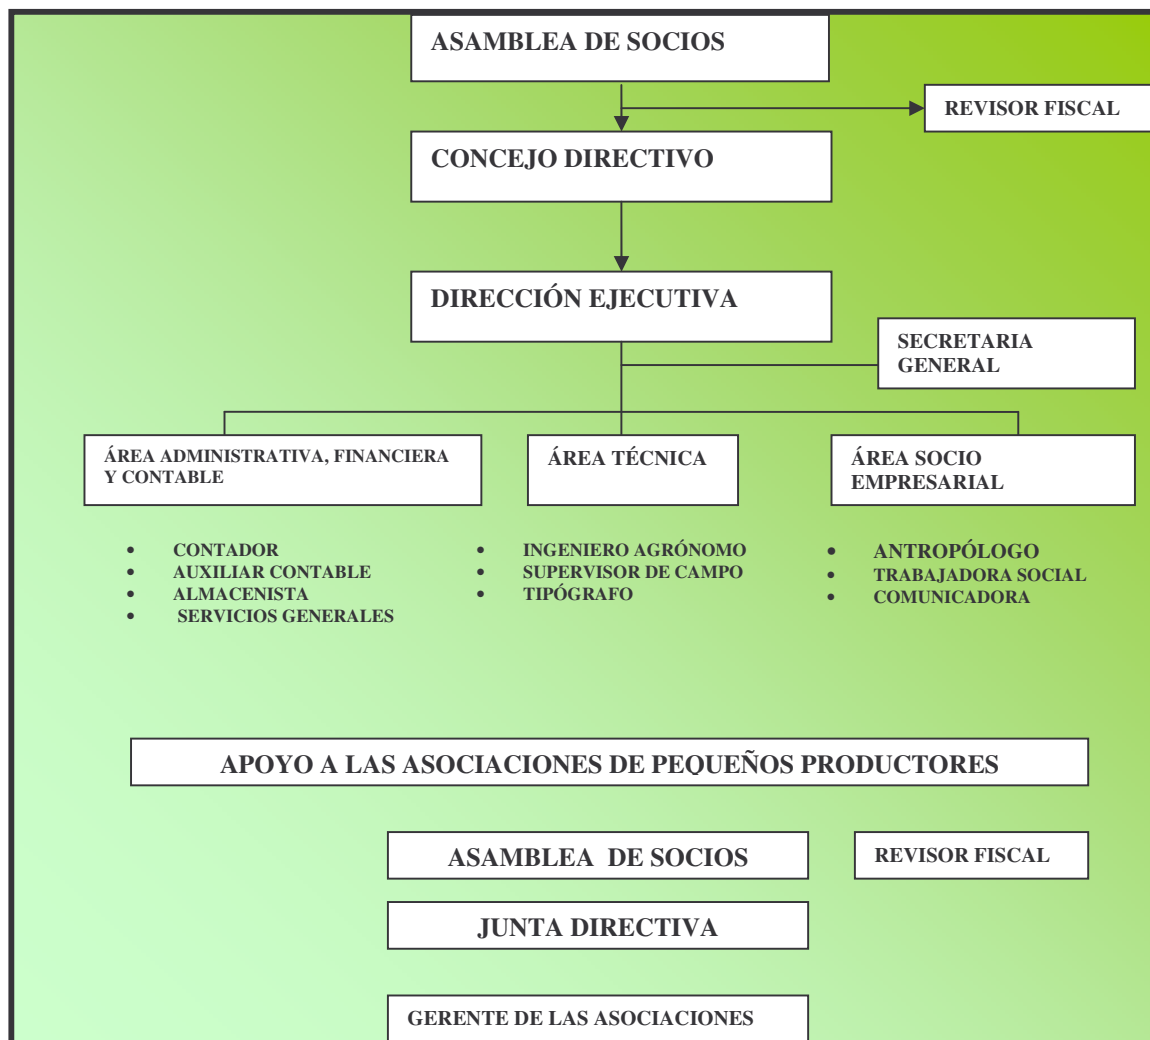 ASAMBLEA DE SOCIOS
REVISOR FISCAL
CONCEJO DIRECTIVO
DIRECCIÓN EJECUTIVA
SECRETARIA
GENERAL
ÁREA ADMINISTRATIVA, FINANCIERA
Y CONTABLE
ÁREA TÉCNICA
ÁREA SOCIO
EMPRESARIAL
• CONTADOR
• AUXILIAR CONTABLE
• ALMACENISTA
• SERVICIOS GENERALES
• INGENIERO AGRÓNOMO
• SUPERVISOR DE CAMPO
• TIPÓGRAFO
• ANTROPÓLOGO
• TRABAJADORA SOCIAL
• COMUNICADORA
APOYO A LAS ASOCIACIONES DE PEQUEÑOS PRODUCTORES
ASAMBLEA DE SOCIOS
REVISOR FISCAL
JUNTA DIRECTIVA
GERENTE DE LAS ASOCIACIONES